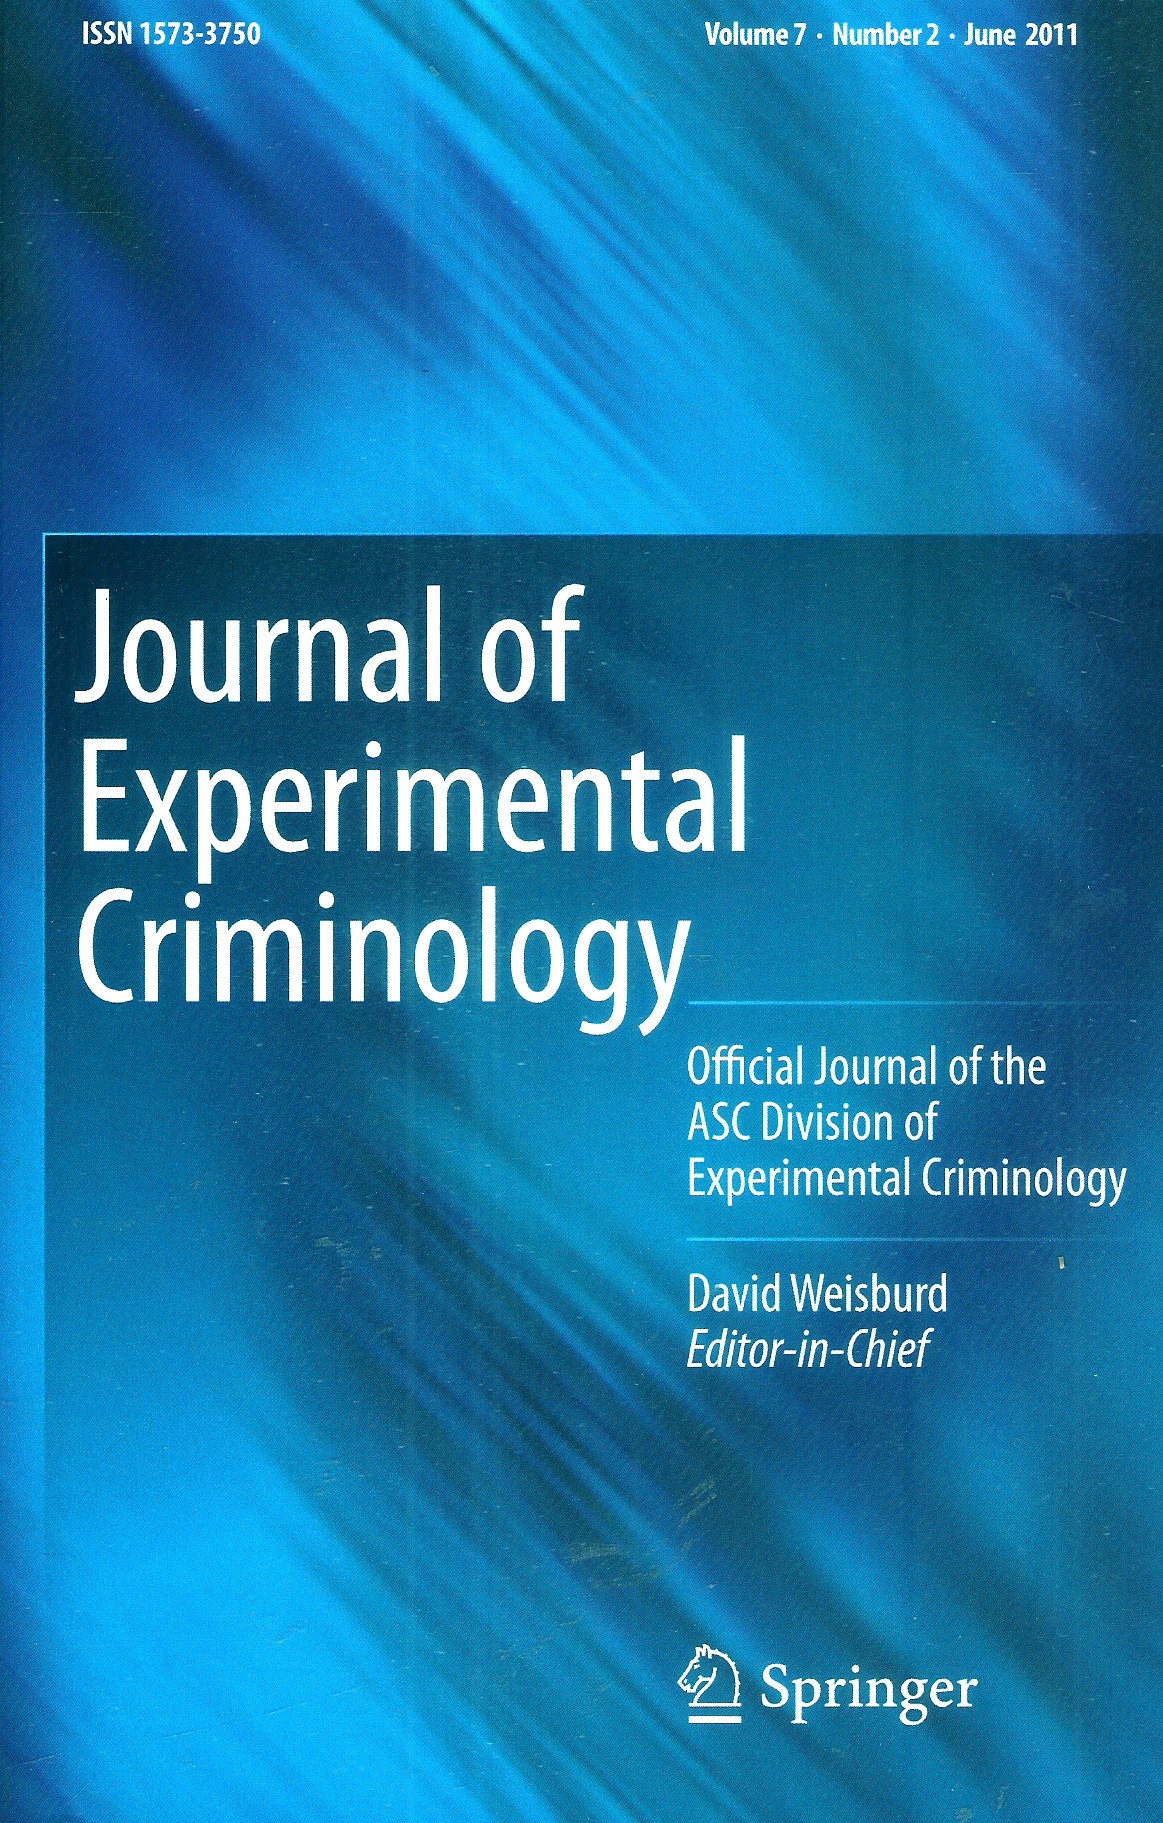 ISSN 1573-3750
Volume 7 · Number 2 · June 2011
Journal of
Experimental
Criminology
Official Journal of the
ASC Division of
Experimental Criminology
David Weisburd
Editor-in-Chief
Springer